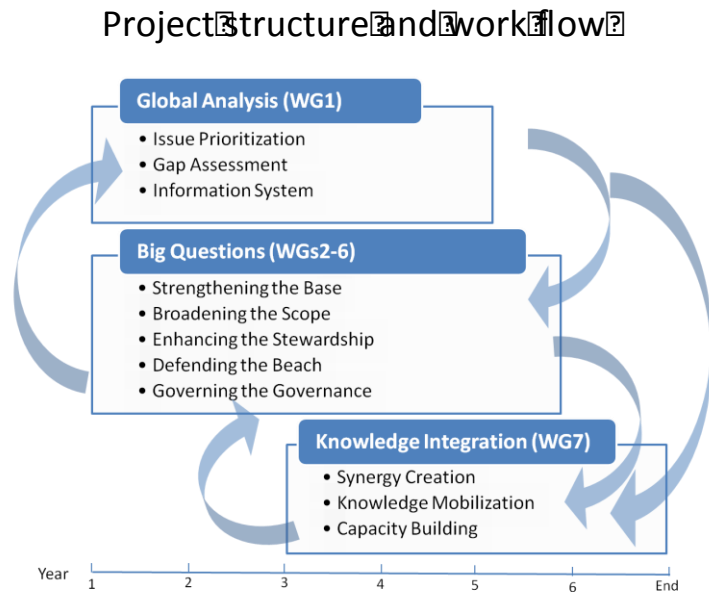 Project structure and work flow
Global Analysis (WG1)
• Issue Prioritization
• Gap Assessment
• Information System
Big Questions (WGs2-6)
• Strengthening the Base
• Broadening the Scope
• Enhancing the Stewardship
• Defending the Beach
• Governing the Governance
Knowledge Integration (WG7)
• Synergy Creation
• Knowledge Mobilization
• Capacity Building
Year
1 2 3 4 5 6 End